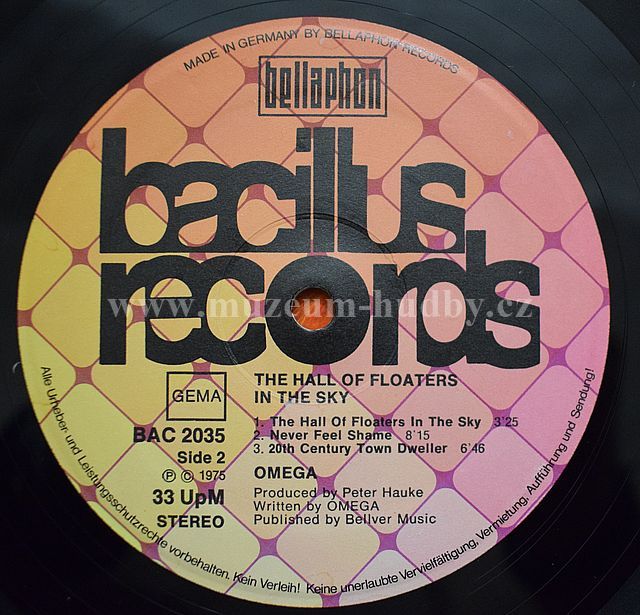 MADE IN GERMANY BY BELLAPHON RECORDS
bellaphon
bacillus
records
www.muzeum-hudby.cz
GEMA
THE HALL OF FLOATERS
IN THE SKY
BAC 2035
Side 2
Ⓟ © 1975
33 UpM
STEREO
1. The Hall Of Floaters In The Sky 3'25
2. Never Feel Shame 8'15
3. 20th Century Town Dweller 6'46
OMEGA
Produced by Peter Hauke
Written by OMEGA
Published by Bellver Music
Alle Urheber- und Leistungsschutzrechte vorbehalten. Kein Verleih! Keine unerlaubte Vervielfältigung, Vermietung, Aufführung und Sendung!